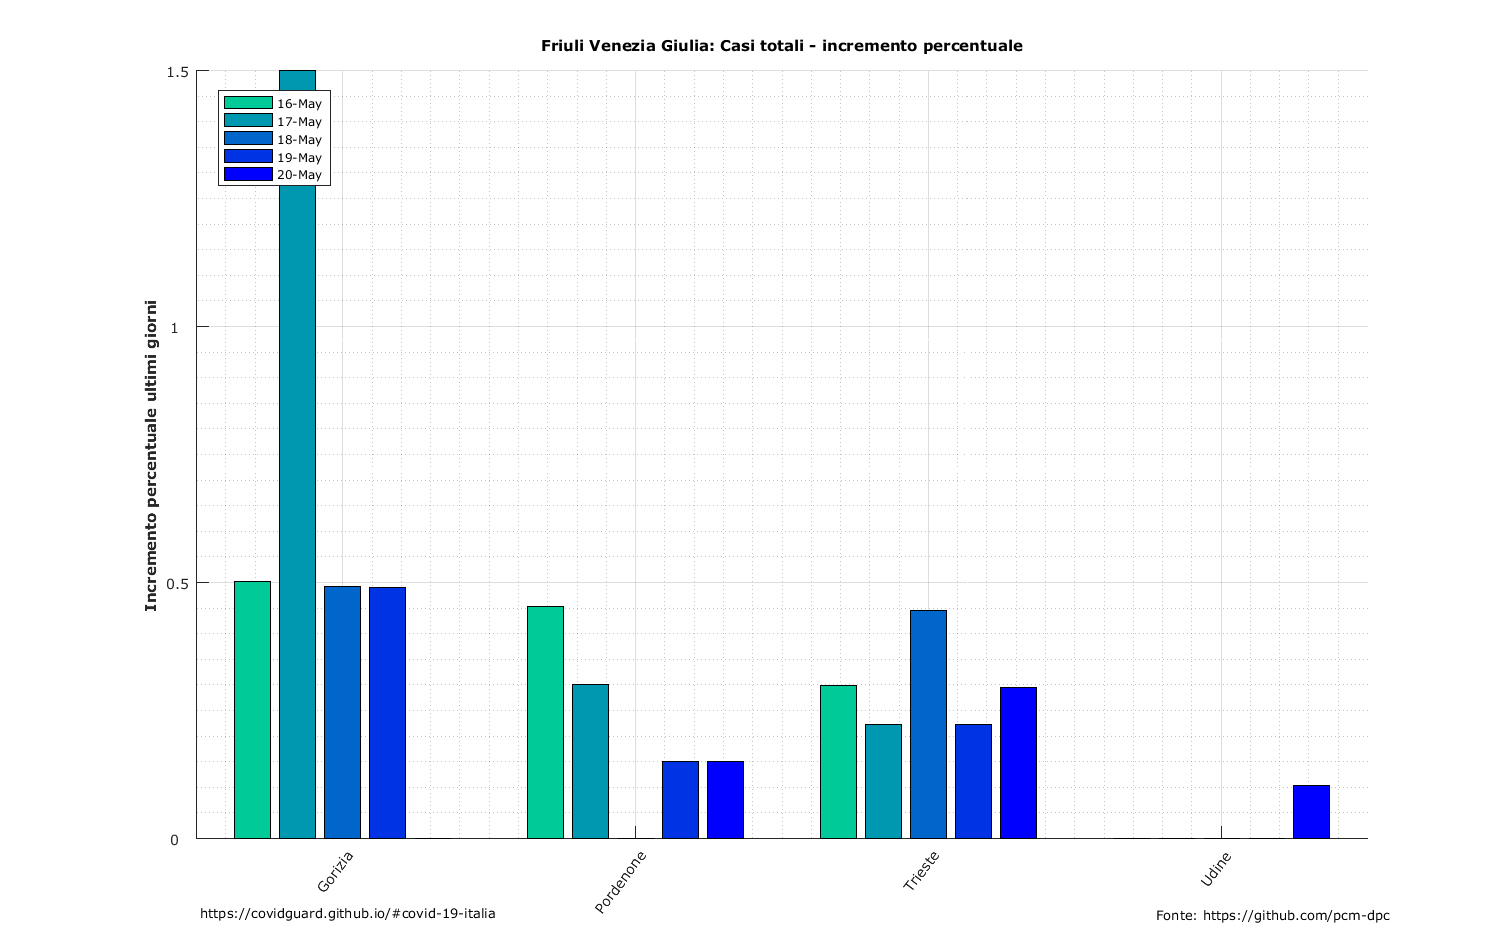 Friuli Venezia Giulia: Casi totali - incremento percentuale
1.5
16-May
17-May
18-May
19-May
20-May
1
Incremento percentuale ultimi giorni
0.5
0
Gorizia
Pordenone
Trieste
Udine
https://covidguard.github.io/#covid-19-italia
Fonte: https://github.com/pcm-dpc